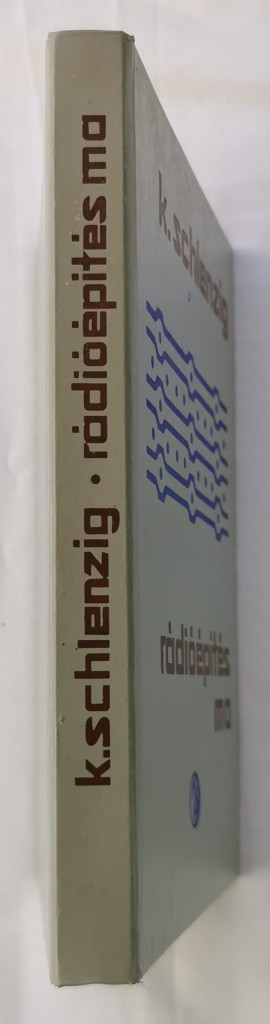 k.schlenzig · rádióépítés ma
k. schlenzig
rádióépítés
ma